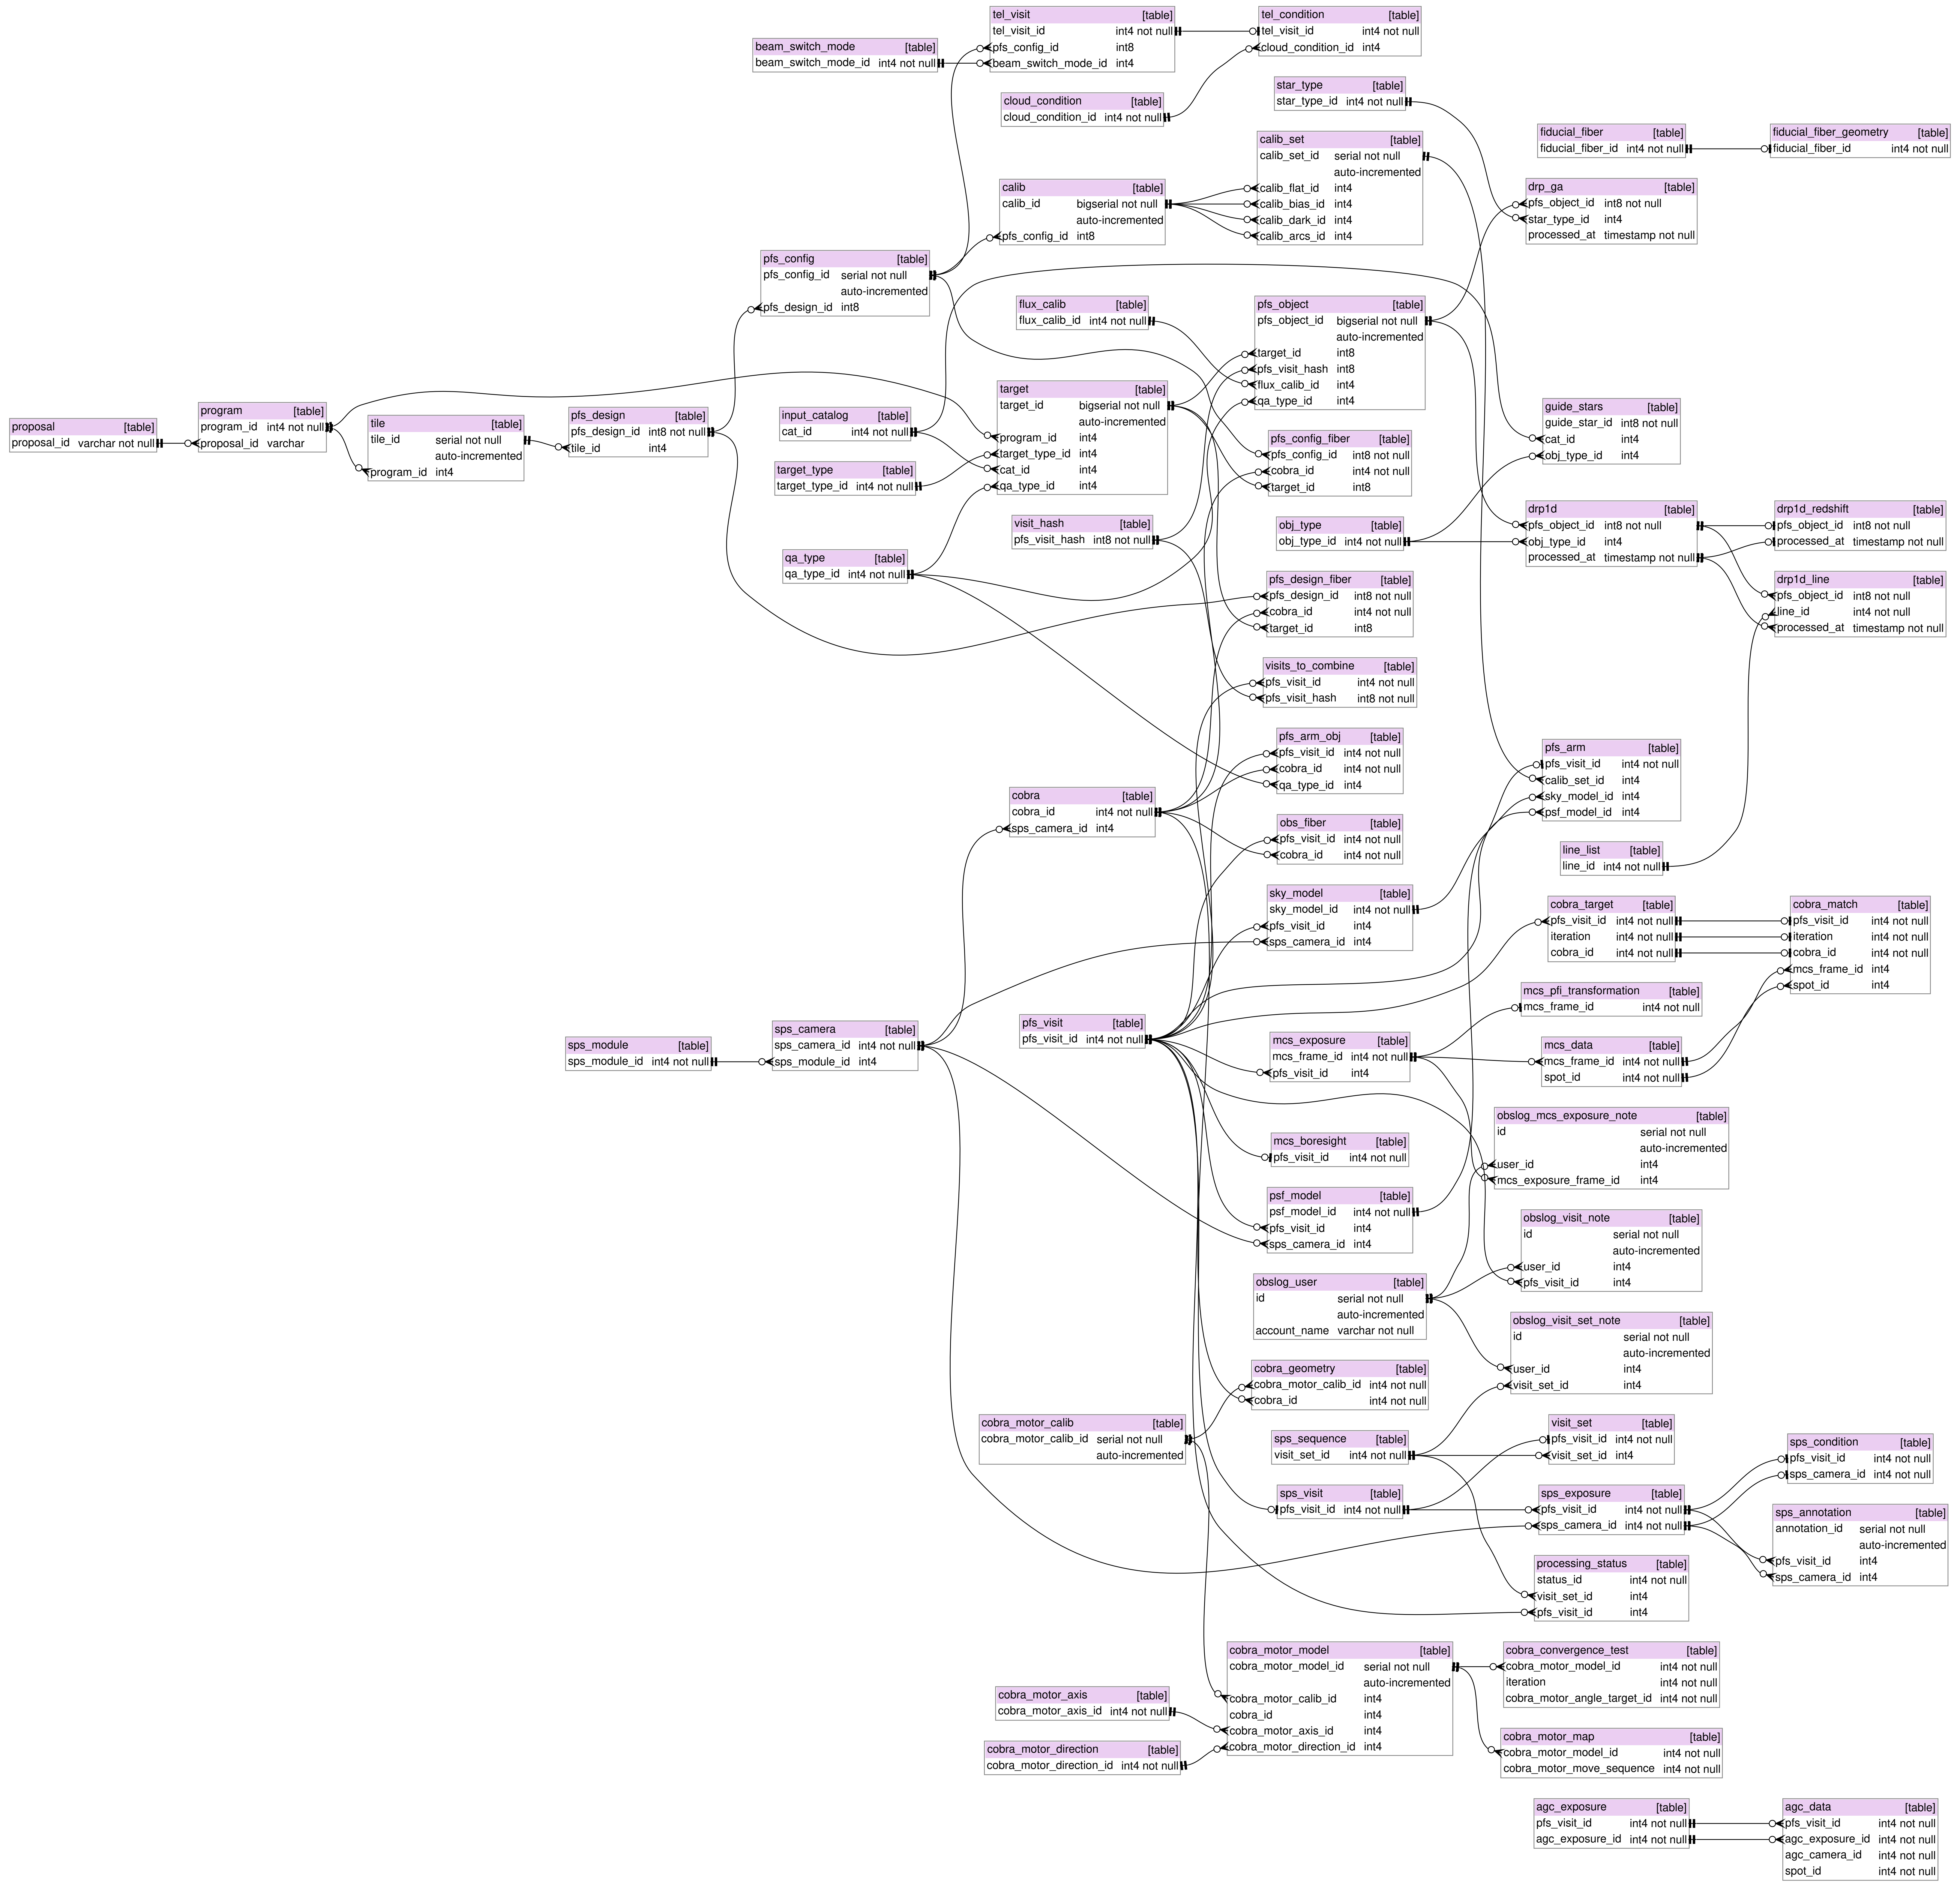 proposal [table]
proposal_id varchar not null
program [table]
program_id int4 not null
proposal_id varchar
tile [table]
tile_id serial not null
auto-incremented
program_id int4
pfs_design [table]
pfs_design_id int8 not null
tile_id int4
sps_module [table]
sps_module_id int4 not null
beam_switch_mode [table]
beam_switch_mode_id int4 not null
pfs_config [table]
pfs_config_id serial not null
auto-incremented
pfs_design_id int8
input_catalog [table]
cat_id int4 not null
target_type [table]
target_type_id int4 not null
qa_type [table]
qa_type_id int4 not null
sps_camera [table]
sps_camera_id int4 not null
sps_module_id int4
tel_visit [table]
tel_visit_id int4 not null
pfs_config_id int8
beam_switch_mode_id int4
cloud_condition [table]
cloud_condition_id int4 not null
calib [table]
calib_id bigserial not null
auto-incremented
pfs_config_id int8
flux_calib [table]
flux_calib_id int4 not null
target [table]
target_id bigserial not null
auto-incremented
program_id int4
target_type_id int4
cat_id int4
qa_type_id int4
visit_hash [table]
pfs_visit_hash int8 not null
cobra [table]
cobra_id int4 not null
sps_camera_id int4
pfs_visit [table]
pfs_visit_id int4 not null
cobra_motor_calib [table]
cobra_motor_calib_id serial not null
auto-incremented
cobra_motor_axis [table]
cobra_motor_axis_id int4 not null
cobra_motor_direction [table]
cobra_motor_direction_id int4 not null
tel_condition [table]
tel_visit_id int4 not null
cloud_condition_id int4
star_type [table]
star_type_id int4 not null
calib_set [table]
calib_set_id serial not null
auto-incremented
calib_flat_id int4
calib_bias_id int4
calib_dark_id int4
calib_arcs_id int4
pfs_object [table]
pfs_object_id bigserial not null
auto-incremented
target_id int8
pfs_visit_hash int8
flux_calib_id int4
qa_type_id int4
pfs_config_fiber [table]
pfs_config_id int8 not null
cobra_id int4 not null
target_id int8
obj_type [table]
obj_type_id int4 not null
pfs_design_fiber [table]
pfs_design_id int8 not null
cobra_id int4 not null
target_id int8
visits_to_combine [table]
pfs_visit_id int4 not null
pfs_visit_hash int8 not null
pfs_arm_obj [table]
pfs_visit_id int4 not null
cobra_id int4 not null
qa_type_id int4
obs_fiber [table]
pfs_visit_id int4 not null
cobra_id int4 not null
sky_model [table]
sky_model_id int4 not null
pfs_visit_id int4
sps_camera_id int4
mcs_exposure [table]
mcs_frame_id int4 not null
pfs_visit_id int4
mcs_boresight [table]
pfs_visit_id int4 not null
psf_model [table]
psf_model_id int4 not null
pfs_visit_id int4
sps_camera_id int4
obslog_user [table]
id serial not null
auto-incremented
account_name varchar not null
cobra_geometry [table]
cobra_motor_calib_id int4 not null
cobra_id int4 not null
sps_sequence [table]
visit_set_id int4 not null
sps_visit [table]
pfs_visit_id int4 not null
cobra_motor_model [table]
cobra_motor_model_id serial not null
auto-incremented
cobra_motor_calib_id int4
cobra_id int4
cobra_motor_axis_id int4
cobra_motor_direction_id int4
fiducial_fiber [table]
fiducial_fiber_id int4 not null
drp_ga [table]
pfs_object_id int8 not null
star_type_id int4
processed_at timestamp not null
guide_stars [table]
guide_star_id int8 not null
cat_id int4
obj_type_id int4
drp1d [table]
pfs_object_id int8 not null
obj_type_id int4
processed_at timestamp not null
pfs_arm [table]
pfs_visit_id int4 not null
calib_set_id int4
sky_model_id int4
psf_model_id int4
line_list [table]
line_id int4 not null
cobra_target [table]
pfs_visit_id int4 not null
iteration int4 not null
cobra_id int4 not null
mcs_pfi_transformation [table]
mcs_frame_id int4 not null
mcs_data [table]
mcs_frame_id int4 not null
spot_id int4 not null
obslog_mcs_exposure_note [table]
id serial not null
auto-incremented
user_id int4
mcs_exposure_frame_id int4
obslog_visit_note [table]
id serial not null
auto-incremented
user_id int4
pfs_visit_id int4
obslog_visit_set_note [table]
id serial not null
auto-incremented
user_id int4
visit_set_id int4
visit_set [table]
pfs_visit_id int4 not null
visit_set_id int4
sps_exposure [table]
pfs_visit_id int4 not null
sps_camera_id int4 not null
processing_status [table]
status_id int4 not null
visit_set_id int4
pfs_visit_id int4
cobra_convergence_test [table]
cobra_motor_model_id int4 not null
iteration int4 not null
cobra_motor_angle_target_id int4 not null
cobra_motor_map [table]
cobra_motor_model_id int4 not null
cobra_motor_move_sequence int4 not null
agc_exposure [table]
pfs_visit_id int4 not null
agc_exposure_id int4 not null
fiducial_fiber_geometry [table]
fiducial_fiber_id int4 not null
drp1d_redshift [table]
pfs_object_id int8 not null
processed_at timestamp not null
drp1d_line [table]
pfs_object_id int8 not null
line_id int4 not null
processed_at timestamp not null
cobra_match [table]
pfs_visit_id int4 not null
iteration int4 not null
cobra_id int4 not null
mcs_frame_id int4
spot_id int4
sps_condition [table]
pfs_visit_id int4 not null
sps_camera_id int4 not null
sps_annotation [table]
annotation_id serial not null
auto-incremented
pfs_visit_id int4
sps_camera_id int4
agc_data [table]
pfs_visit_id int4 not null
agc_exposure_id int4 not null
agc_camera_id int4 not null
spot_id int4 not null